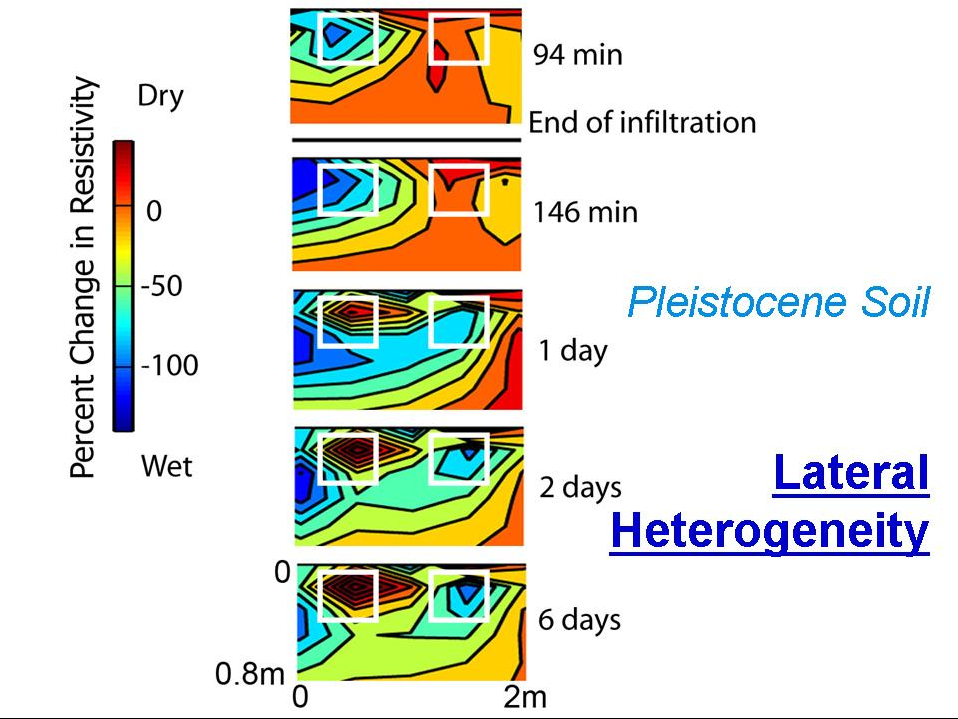 Percent Change in Resistivity
Dry
0
-50
-100
Wet
94 min
End of infiltration
146 min
1 day
2 days
6 days
0
0.8m
0
2m
Pleistocene Soil
Lateral
Heterogeneity